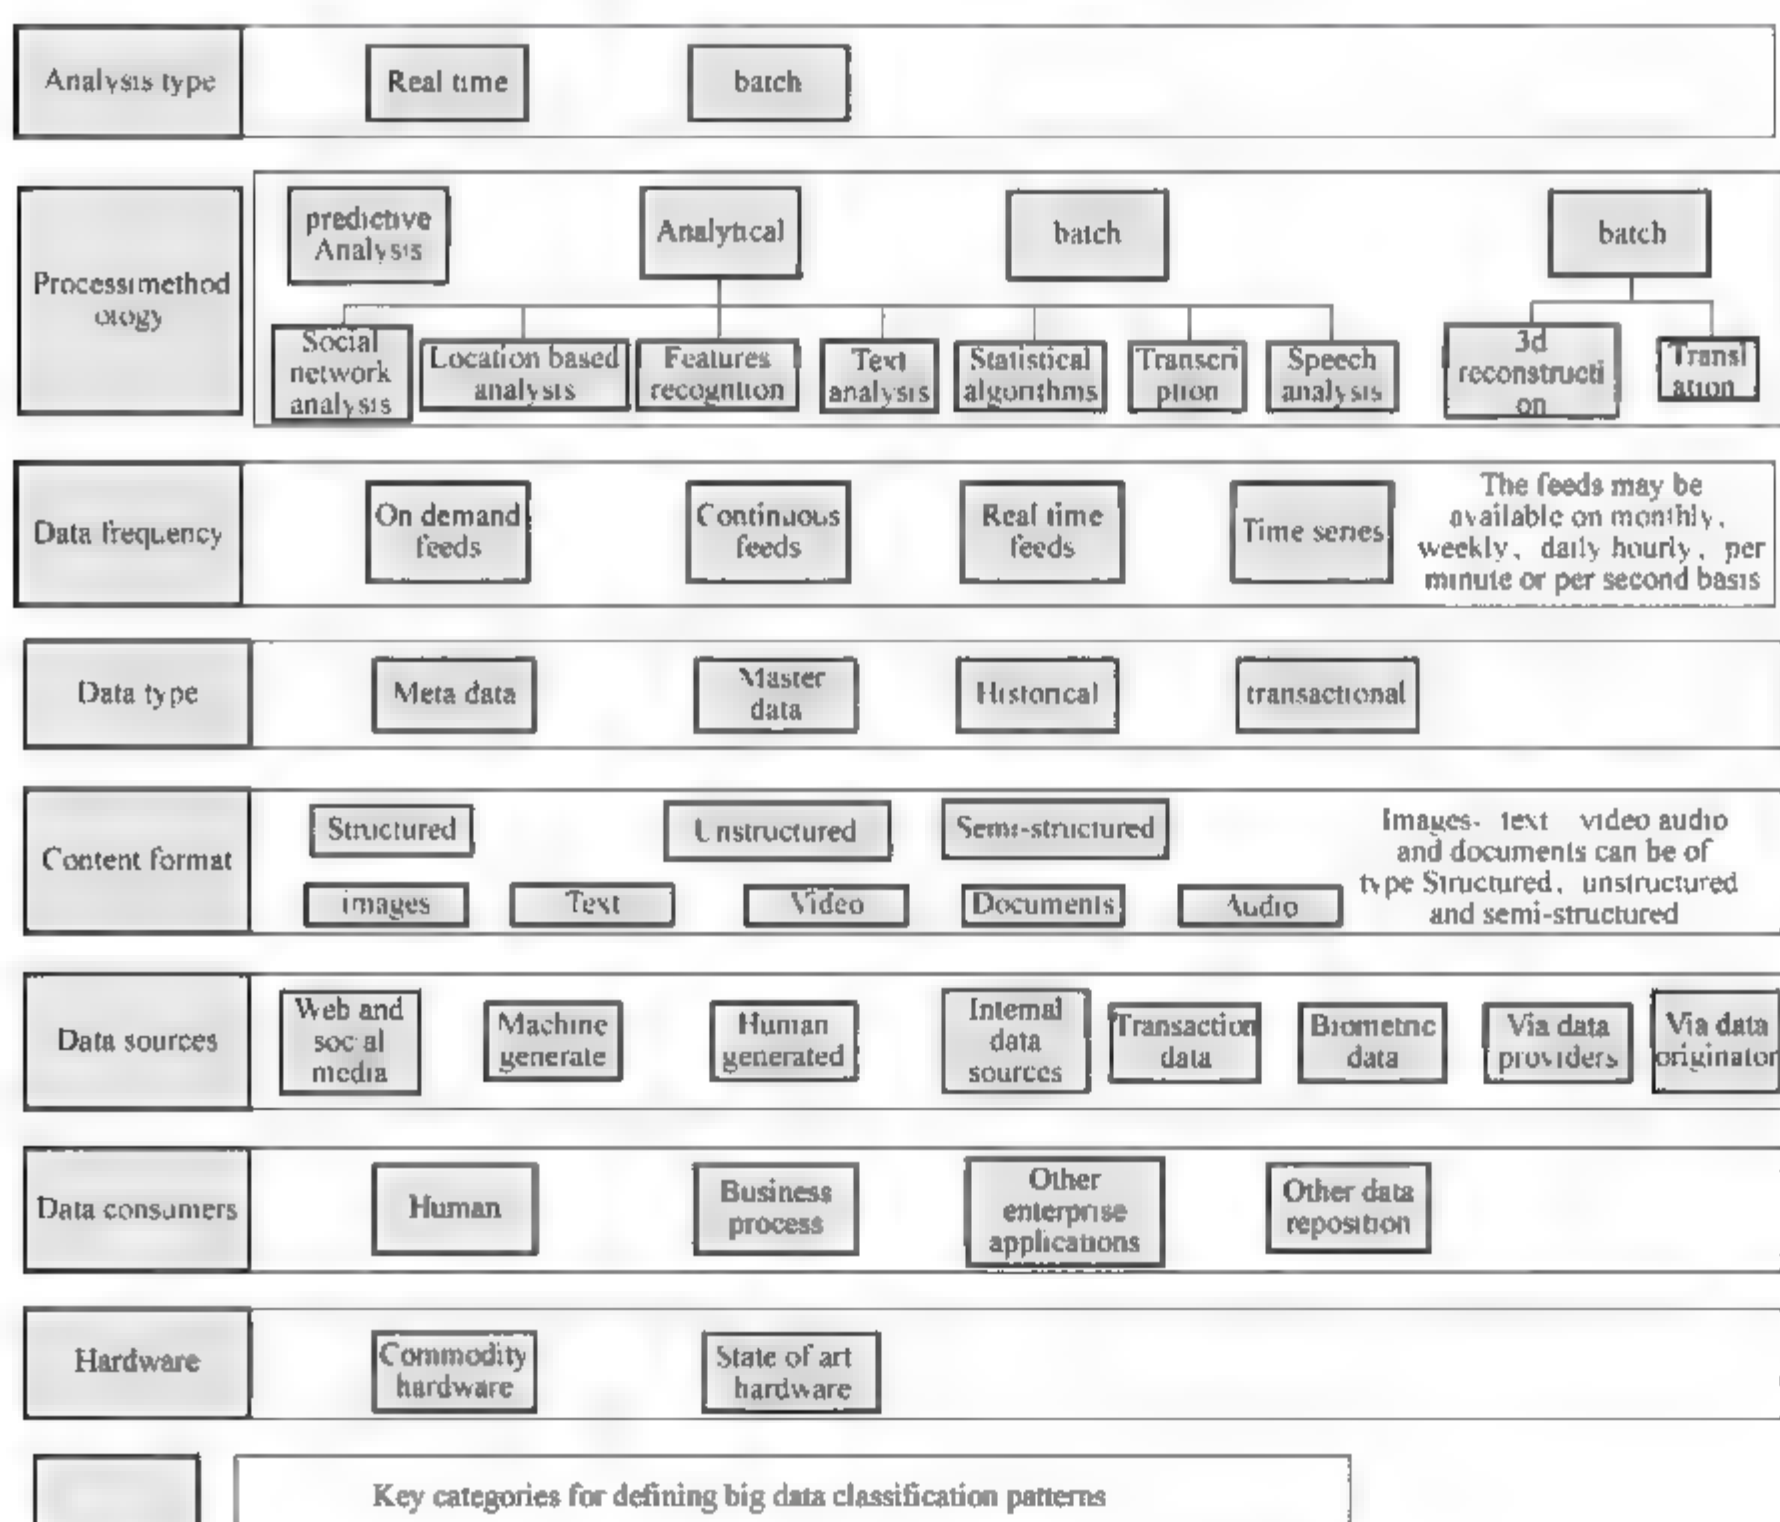 Analysis type
Real time
batch
Process method
ology
predictive
Analysis
Analytical
batch
batch
Social
network
analysis
Location based
analysis
Features
recognition
Text
analysis
Statistical
algorithms
Transcri
ption
Speech
analysis
3d
reconstructi
on
Transl
ation
Data frequency
On demand
feeds
Continuous
feeds
Real time
feeds
Time series
The feeds may be
available on monthly,
weekly, daily hourly, per
minute or per second basis
Data type
Meta data
Master
data
Historical
transactional
Content format
Structured
Unstructured
Semi-structured
images
Text
Video
Documents
Audio
Images- text video audio
and documents can be of
type Structured, unstructured
and semi-structured
Data sources
Web and
social
media
Machine
generate
Human
generated
Internal
data
sources
Transaction
data
Biometric
data
Via data
providers
Via data
originator
Data consumers
Human
Business
process
Other
enterprise
applications
Other data
reposition
Hardware
Commodity
hardware
State of art
hardware
Key categories for defining big data classification patterns